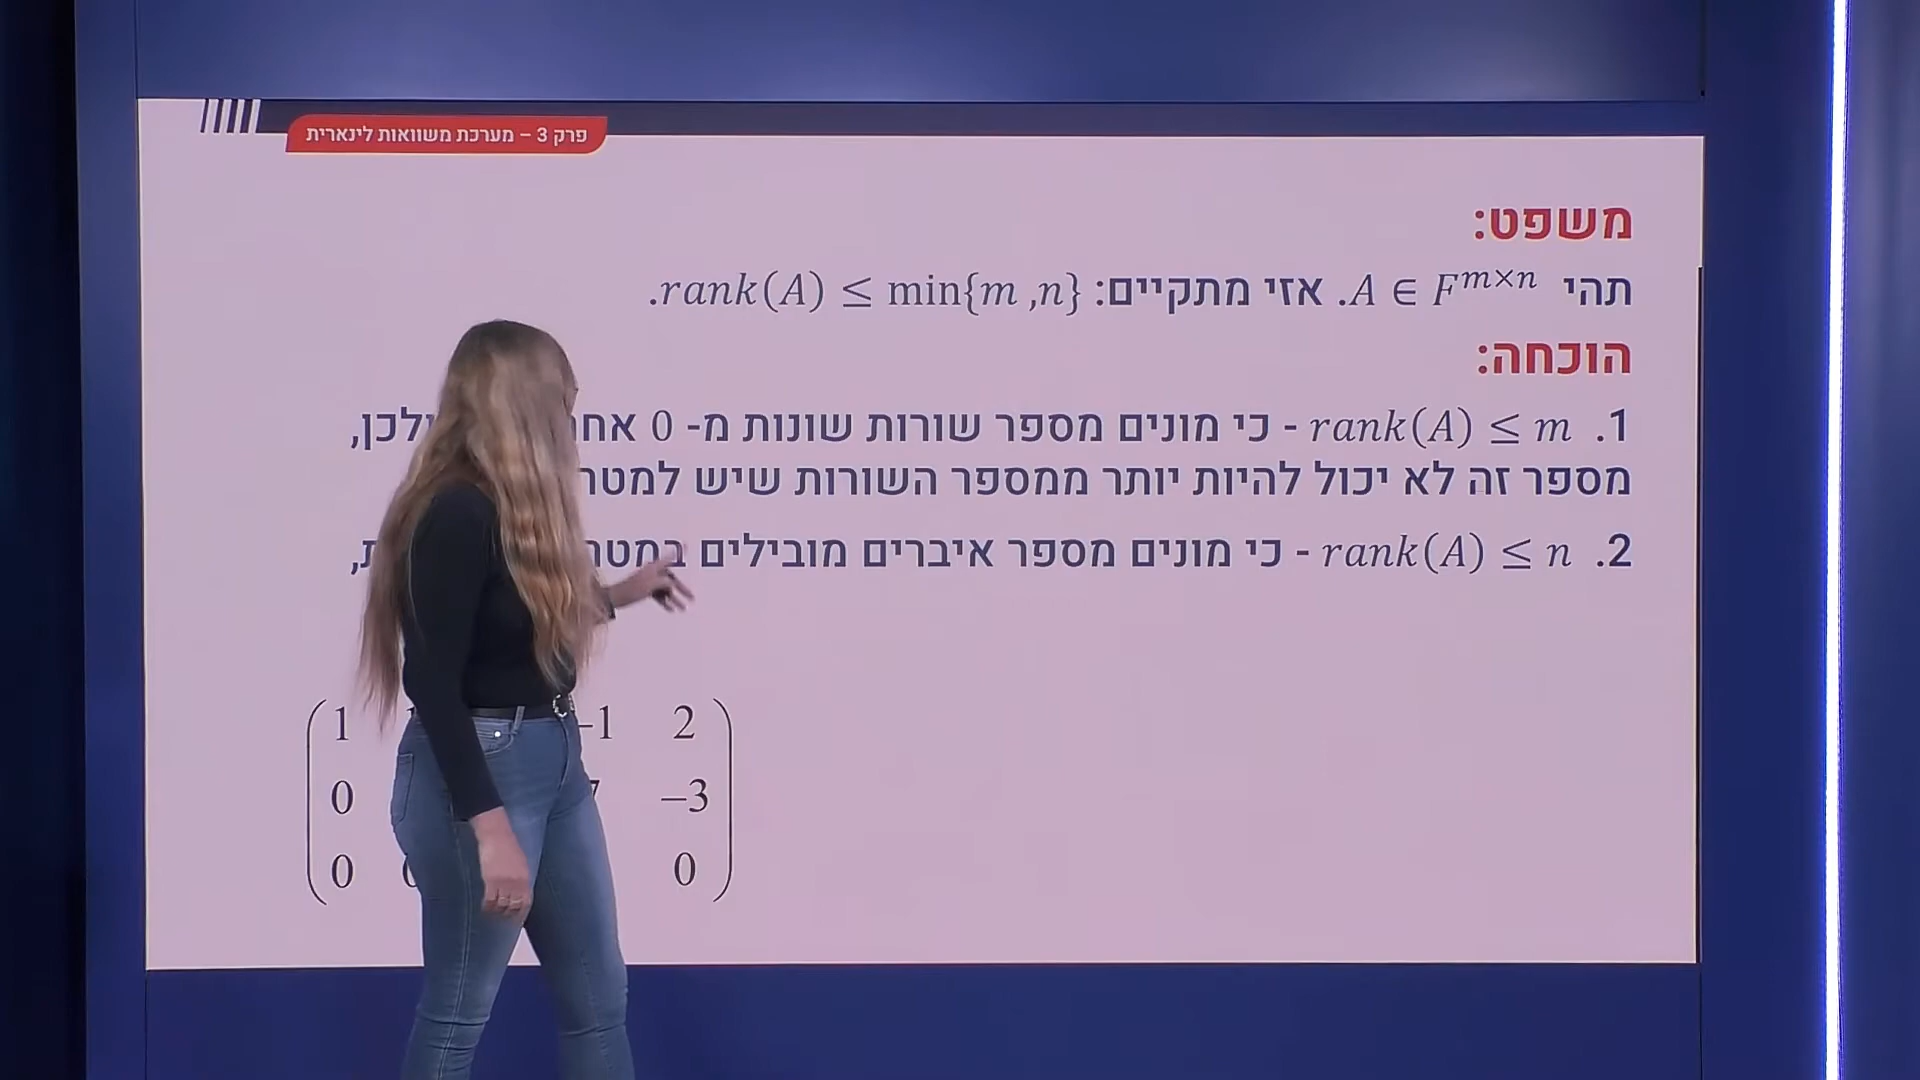 פרק 3 – מערכת משוואות לינארית
משפט:
תהי A ∈ F^{m×n}. אזי מתקיים: rank(A) ≤ min{m ,n}.
הוכחה:
1. rank(A) ≤ m - כי מונים מספר שורות שונות מ- 0 ולכן,
מספר זה לא יכול להיות יותר ממספר השורות שיש
2. rank(A) ≤ n - כי מונים מספר איברים מובילים
1 –1 2
0 –3
0 0